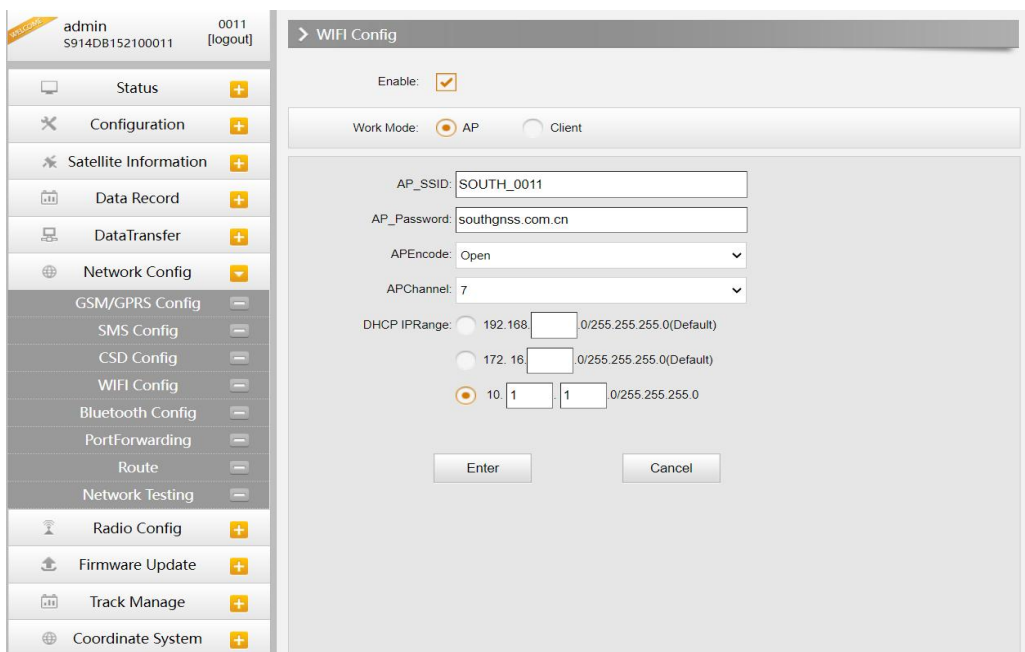 WELCOME
admin
0011
S914DB152100011
[logout]
Status
Configuration
Satellite Information
Data Record
DataTransfer
Network Config
GSM/GPRS Config
SMS Config
CSD Config
WIFI Config
Bluetooth Config
PortForwarding
Route
Network Testing
Radio Config
Firmware Update
Track Manage
Coordinate System
WIFI Config
Enable:
Work Mode: AP Client
AP_SSID: SOUTH_0011
AP_Password: southgnss.com.cn
APEncode: Open
APChannel: 7
DHCP IPRange: 192.168. .0/255.255.255.0(Default)
172. 16. .0/255.255.255.0(Default)
10. 1 . 1 .0/255.255.255.0
Enter Cancel